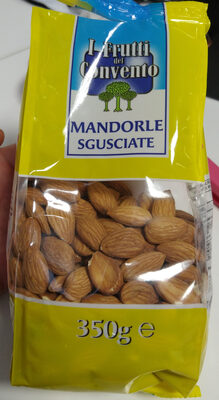 I Frutti
del
Convento
MANDORLE
SGUSCIATE
350g e